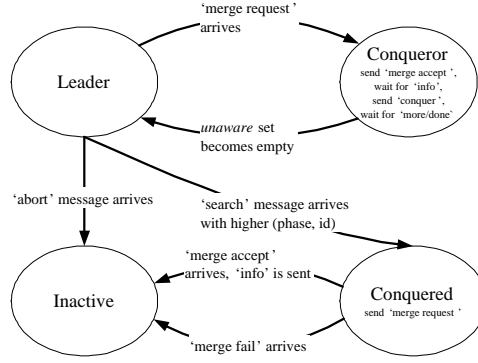 ‘merge request’
arrives
Leader
Conqueror
send ‘merge accept’,
wait for ‘info’,
send ‘conquer’,
wait for ‘more/done‘
unaware set
becomes empty
‘abort’ message arrives
‘search’ message arrives
with higher (phase, id)
‘merge accept’
arrives, ‘info’ is sent
Inactive
Conquered
send ‘merge request ’
‘merge fail’ arrives